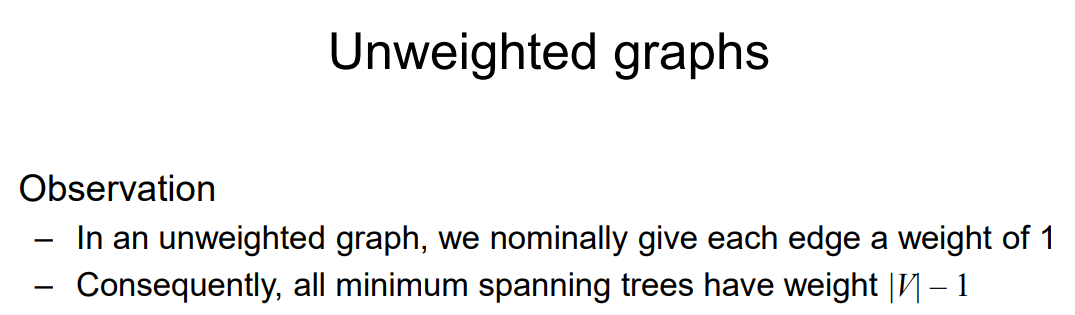 Unweighted graphs
Observation
– In an unweighted graph, we nominally give each edge a weight of 1
– Consequently, all minimum spanning trees have weight |V| – 1